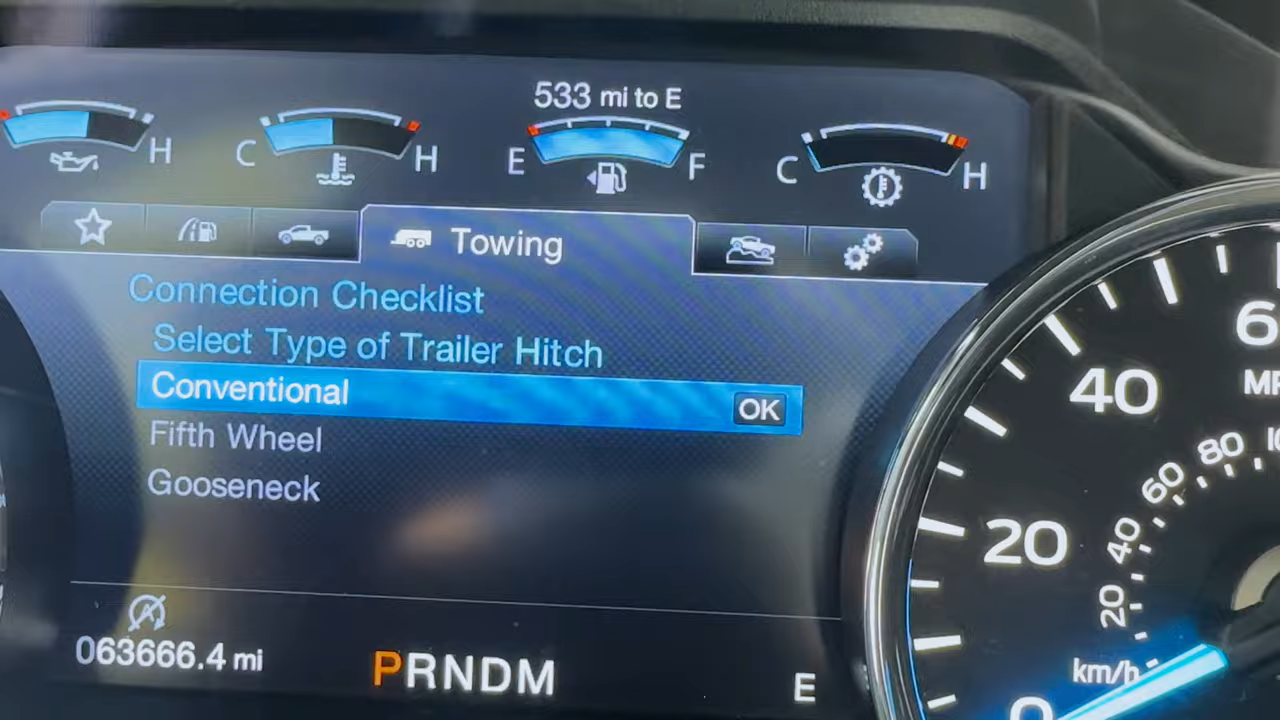 533 mi to E
H
C H
E F
C H
Towing
Connection Checklist
Select Type of Trailer Hitch
Conventional OK
Fifth Wheel
Gooseneck
063666.4 mi
PRNDM
E
40
20
0
80
60
40
20
km/h